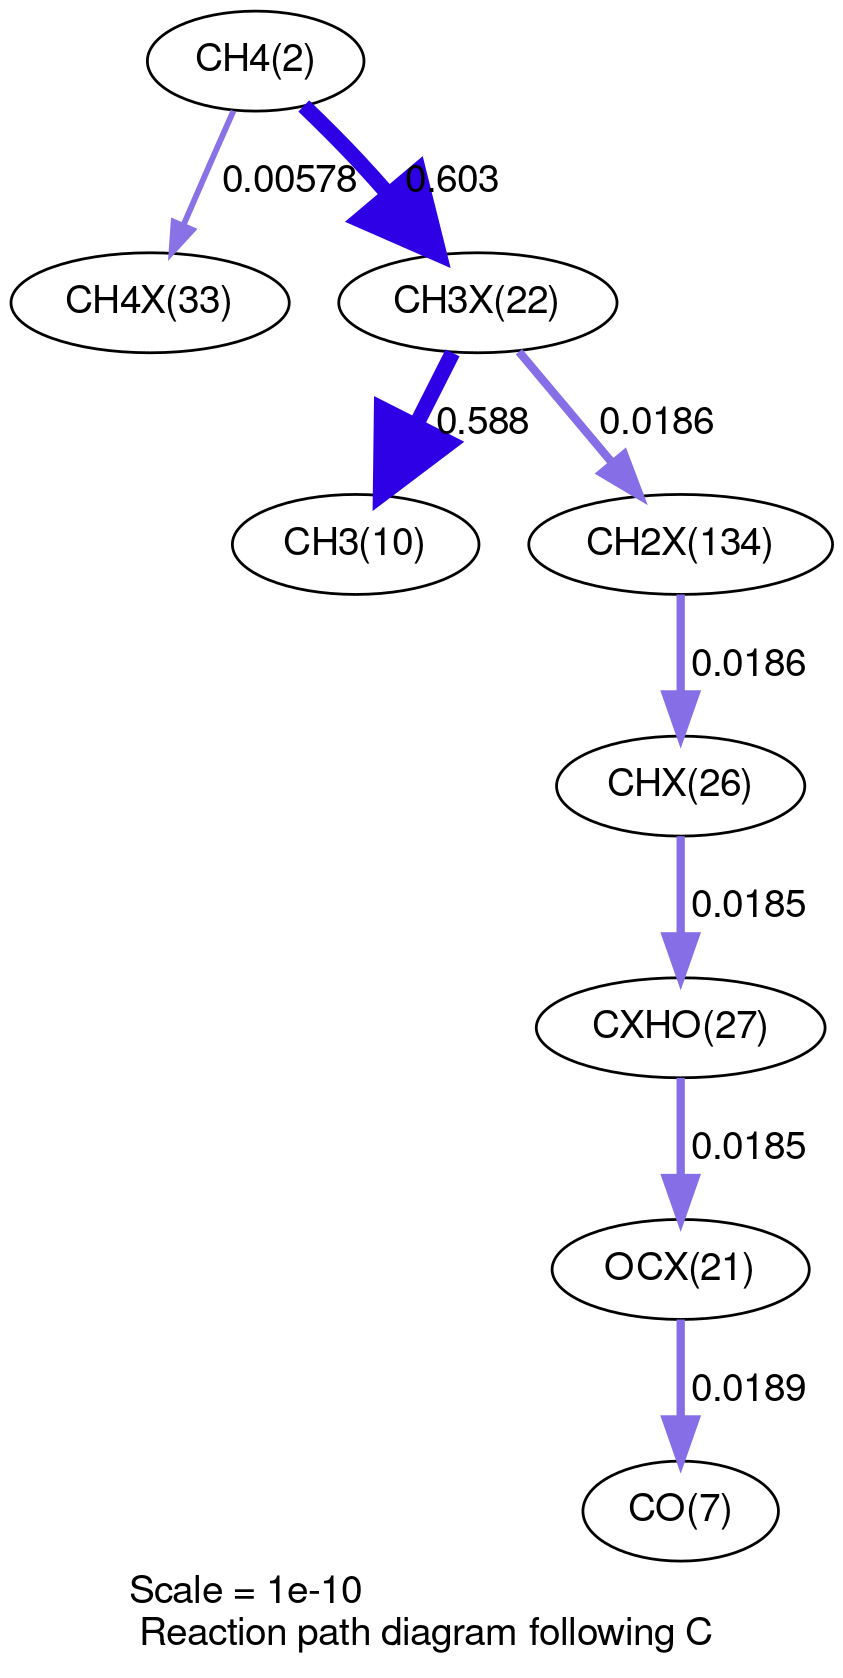 CH4(2)
0.00578
0.603
CH4X(33)
CH3X(22)
0.588
0.0186
CH3(10)
CH2X(134)
0.0186
CHX(26)
0.0185
CXHO(27)
0.0185
OCX(21)
0.0189
CO(7)
Scale = 1e-10
Reaction path diagram following C